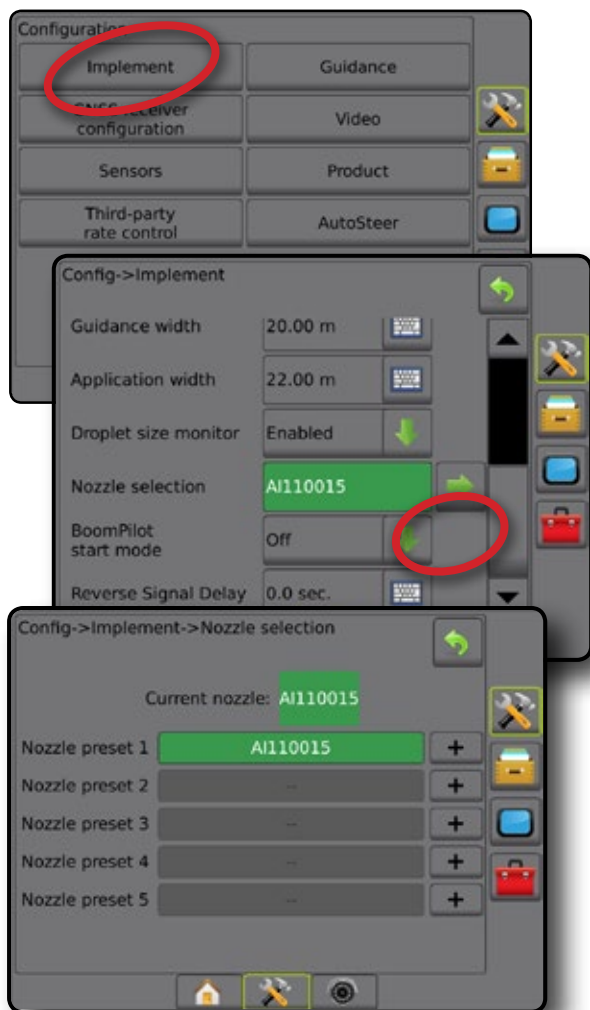 Configuration
Implement
Guidance
GNSS receiver
configuration
Video
Sensors
Product
Third-party
rate control
AutoSteer
Config->Implement
Guidance width
20.00 m
Application width
22.00 m
Droplet size monitor
Enabled
Nozzle selection
AI110015
BoomPilot
start mode
Off
Reverse Signal Delay
0.0 sec.
Config->Implement->Nozzle selection
Current nozzle: AI110015
Nozzle preset 1
AI110015
+
Nozzle preset 2
--
+
Nozzle preset 3
--
+
Nozzle preset 4
--
+
Nozzle preset 5
--
+